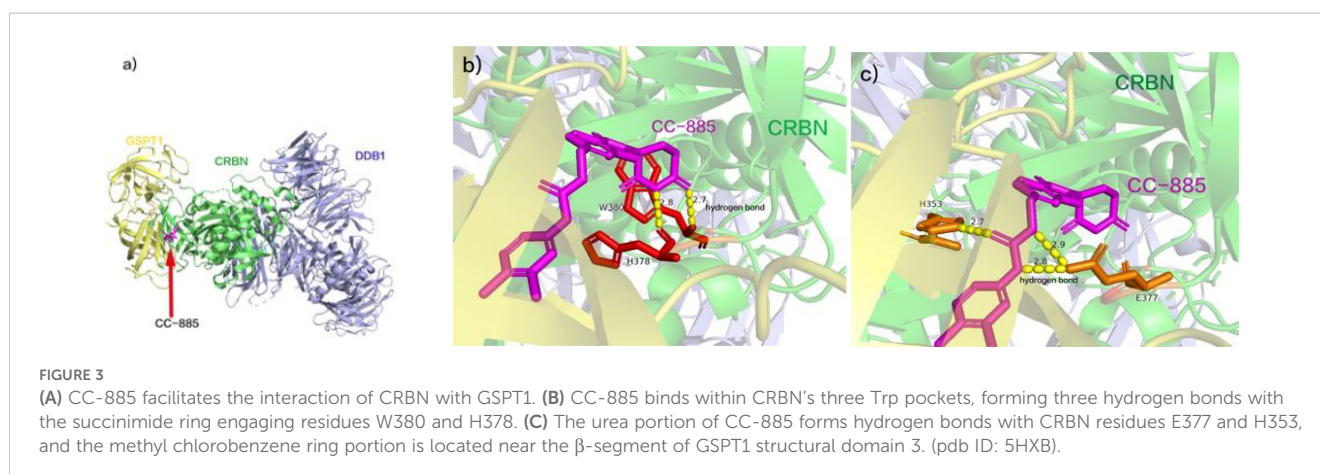 a)
GSPT1
CRBN
DDB1
CC-885
b)
CC-885
CRBN
W380
2.8
2.7
hydrogen bond
H378
c)
CRBN
CC-885
H353
2.7
2.9
2.8
hydrogen bond
E377
FIGURE 3
(A) CC-885 facilitates the interaction of CRBN with GSPT1. (B) CC-885 binds within CRBN's three Trp pockets, forming three hydrogen bonds with
the succinimide ring engaging residues W380 and H378. (C) The urea portion of CC-885 forms hydrogen bonds with CRBN residues E377 and H353,
and the methyl chlorobenzene ring portion is located near the β-segment of GSPT1 structural domain 3. (pdb ID: 5HXB).